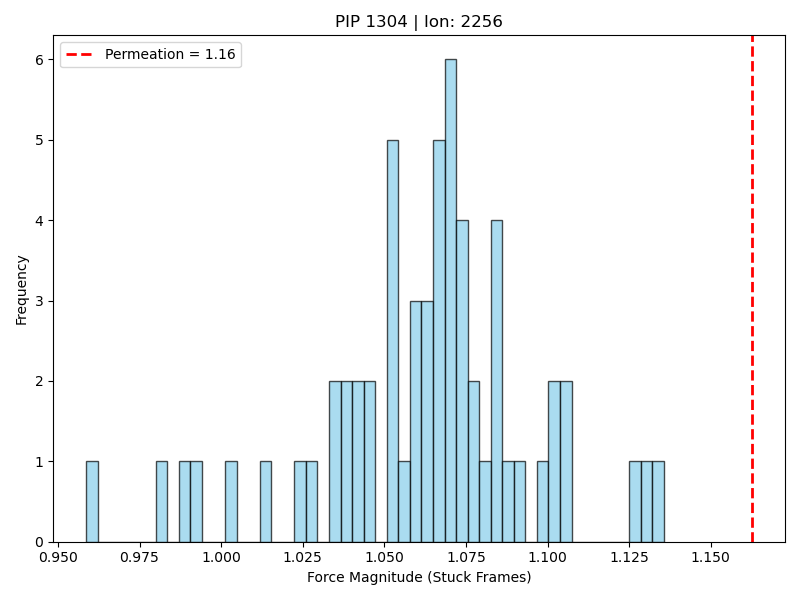 PIP 1304 | Ion: 2256
Permeation = 1.16
Frequency
6
5
4
3
2
1
0
0.950 0.975 1.000 1.025 1.050 1.075 1.100 1.125 1.150
Force Magnitude (Stuck Frames)